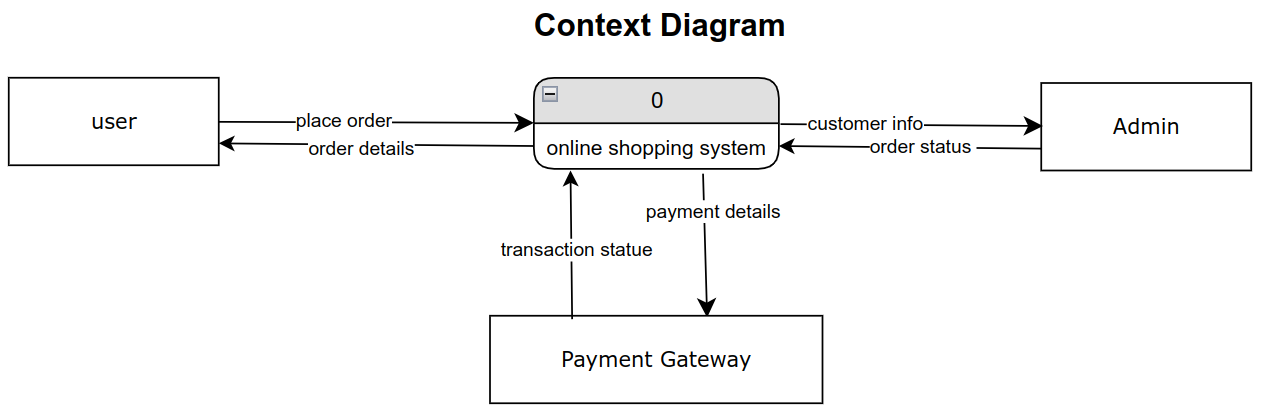 Context Diagram
user
place order
order details
0
online shopping system
customer info
order status
Admin
payment details
transaction statue
Payment Gateway